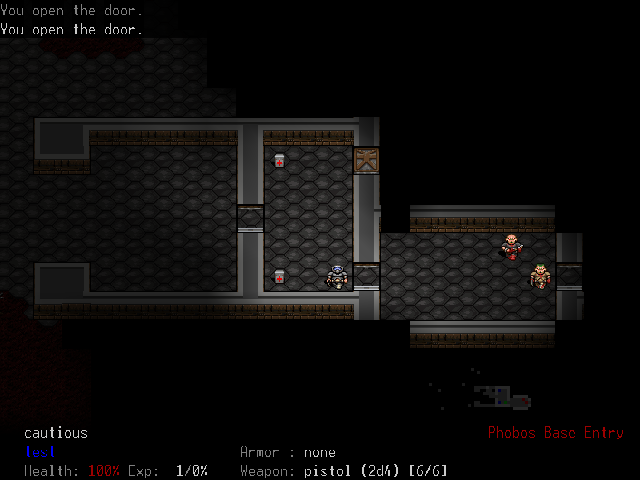 You open the door.
You open the door.
cautious
Phobos Base Entry
Test
Armor : none
Health: 100% Exp: 1/0%
Weapon: pistol (2d4) [6/6]